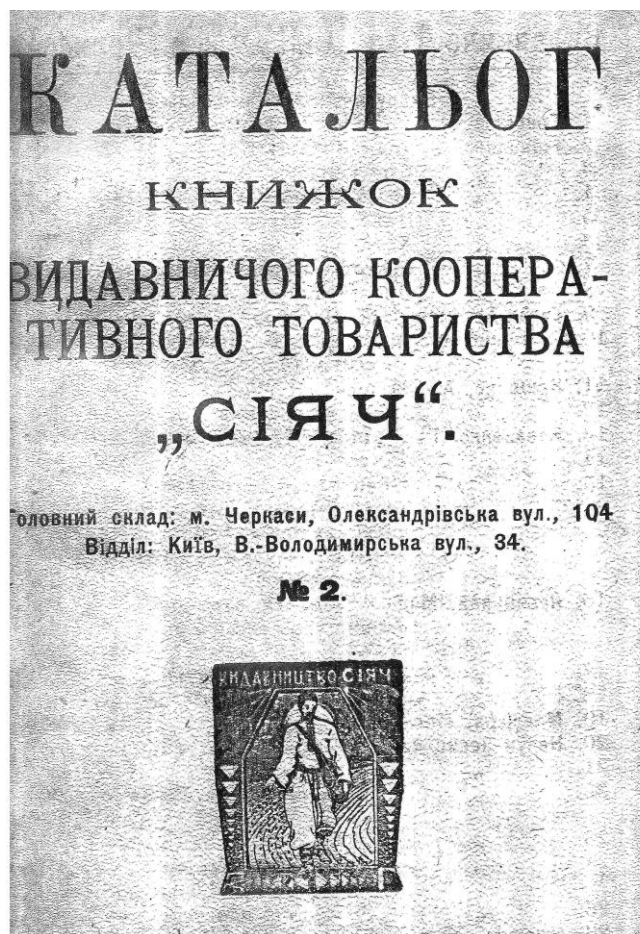 КАТАЛЬОГ
КНИЖОК
ВИДАВНИЧОГО КООПЕРА-
ТИВНОГО ТОВАРИСТВА
„СІЯЧ“.
Головний склад: м. Черкаси, Олександрівська вул., 104
Відділ: Київ, В.-Володимирська вул., 34.
№ 2.
ВИДАВНИЦТВО СІЯЧ